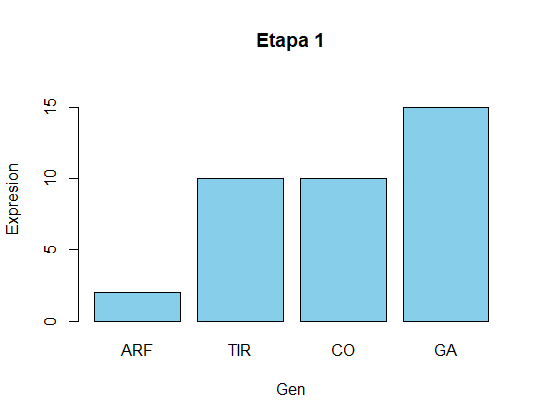 Etapa 1
Expresion
15
10
5
0
ARF TIR CO GA
Gen